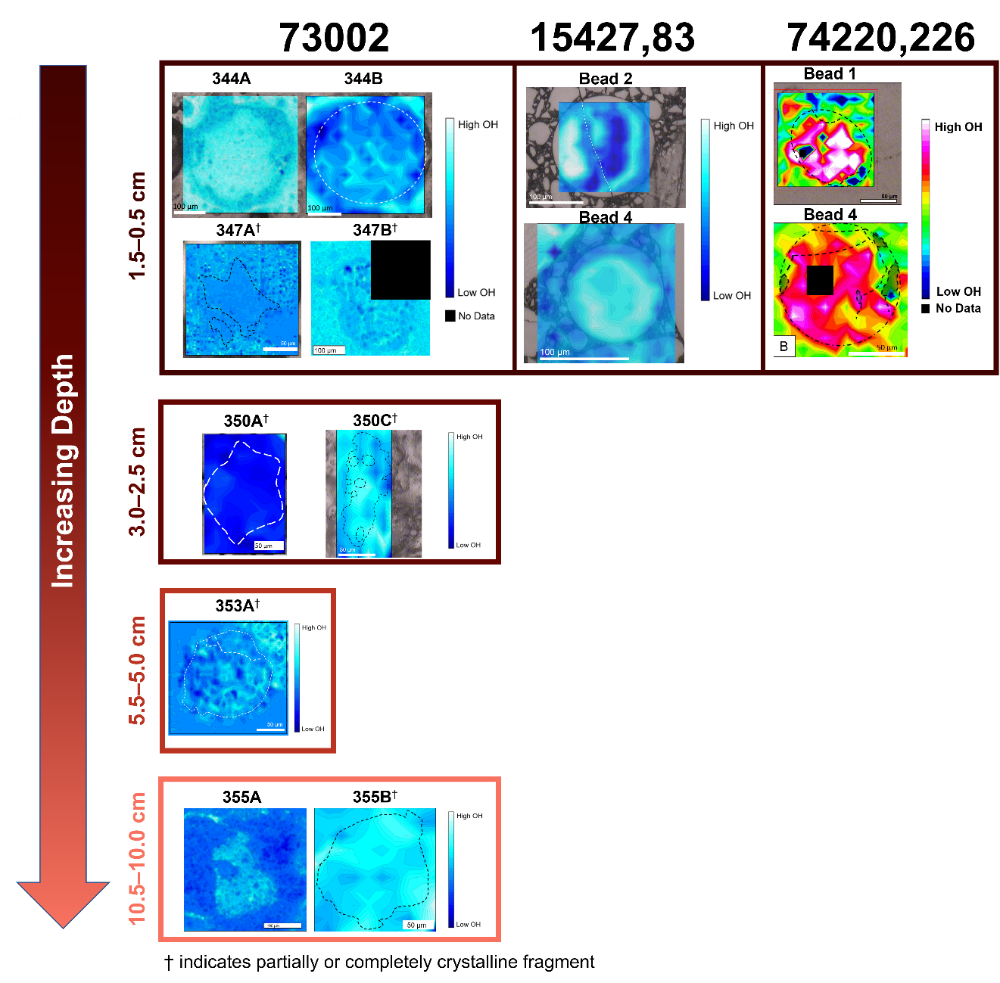 73002
15427,83
74220,226
Increasing Depth
1.5–0.5 cm
344A
344B
100 µm
100 µm
347A†
347B†
50 µm
100 µm
High OH
Low OH
No Data
Bead 2
100 µm
Bead 4
100 µm
High OH
Low OH
Bead 1
50 µm
Bead 4
B
50 µm
High OH
Low OH
No Data
3.0–2.5 cm
350A†
350C†
50 µm
50 µm
High OH
Low OH
5.5–5.0 cm
353A†
50 µm
High OH
Low OH
10.5–10.0 cm
355A
355B†
100 µm
50 µm
High OH
Low OH
† indicates partially or completely crystalline fragment